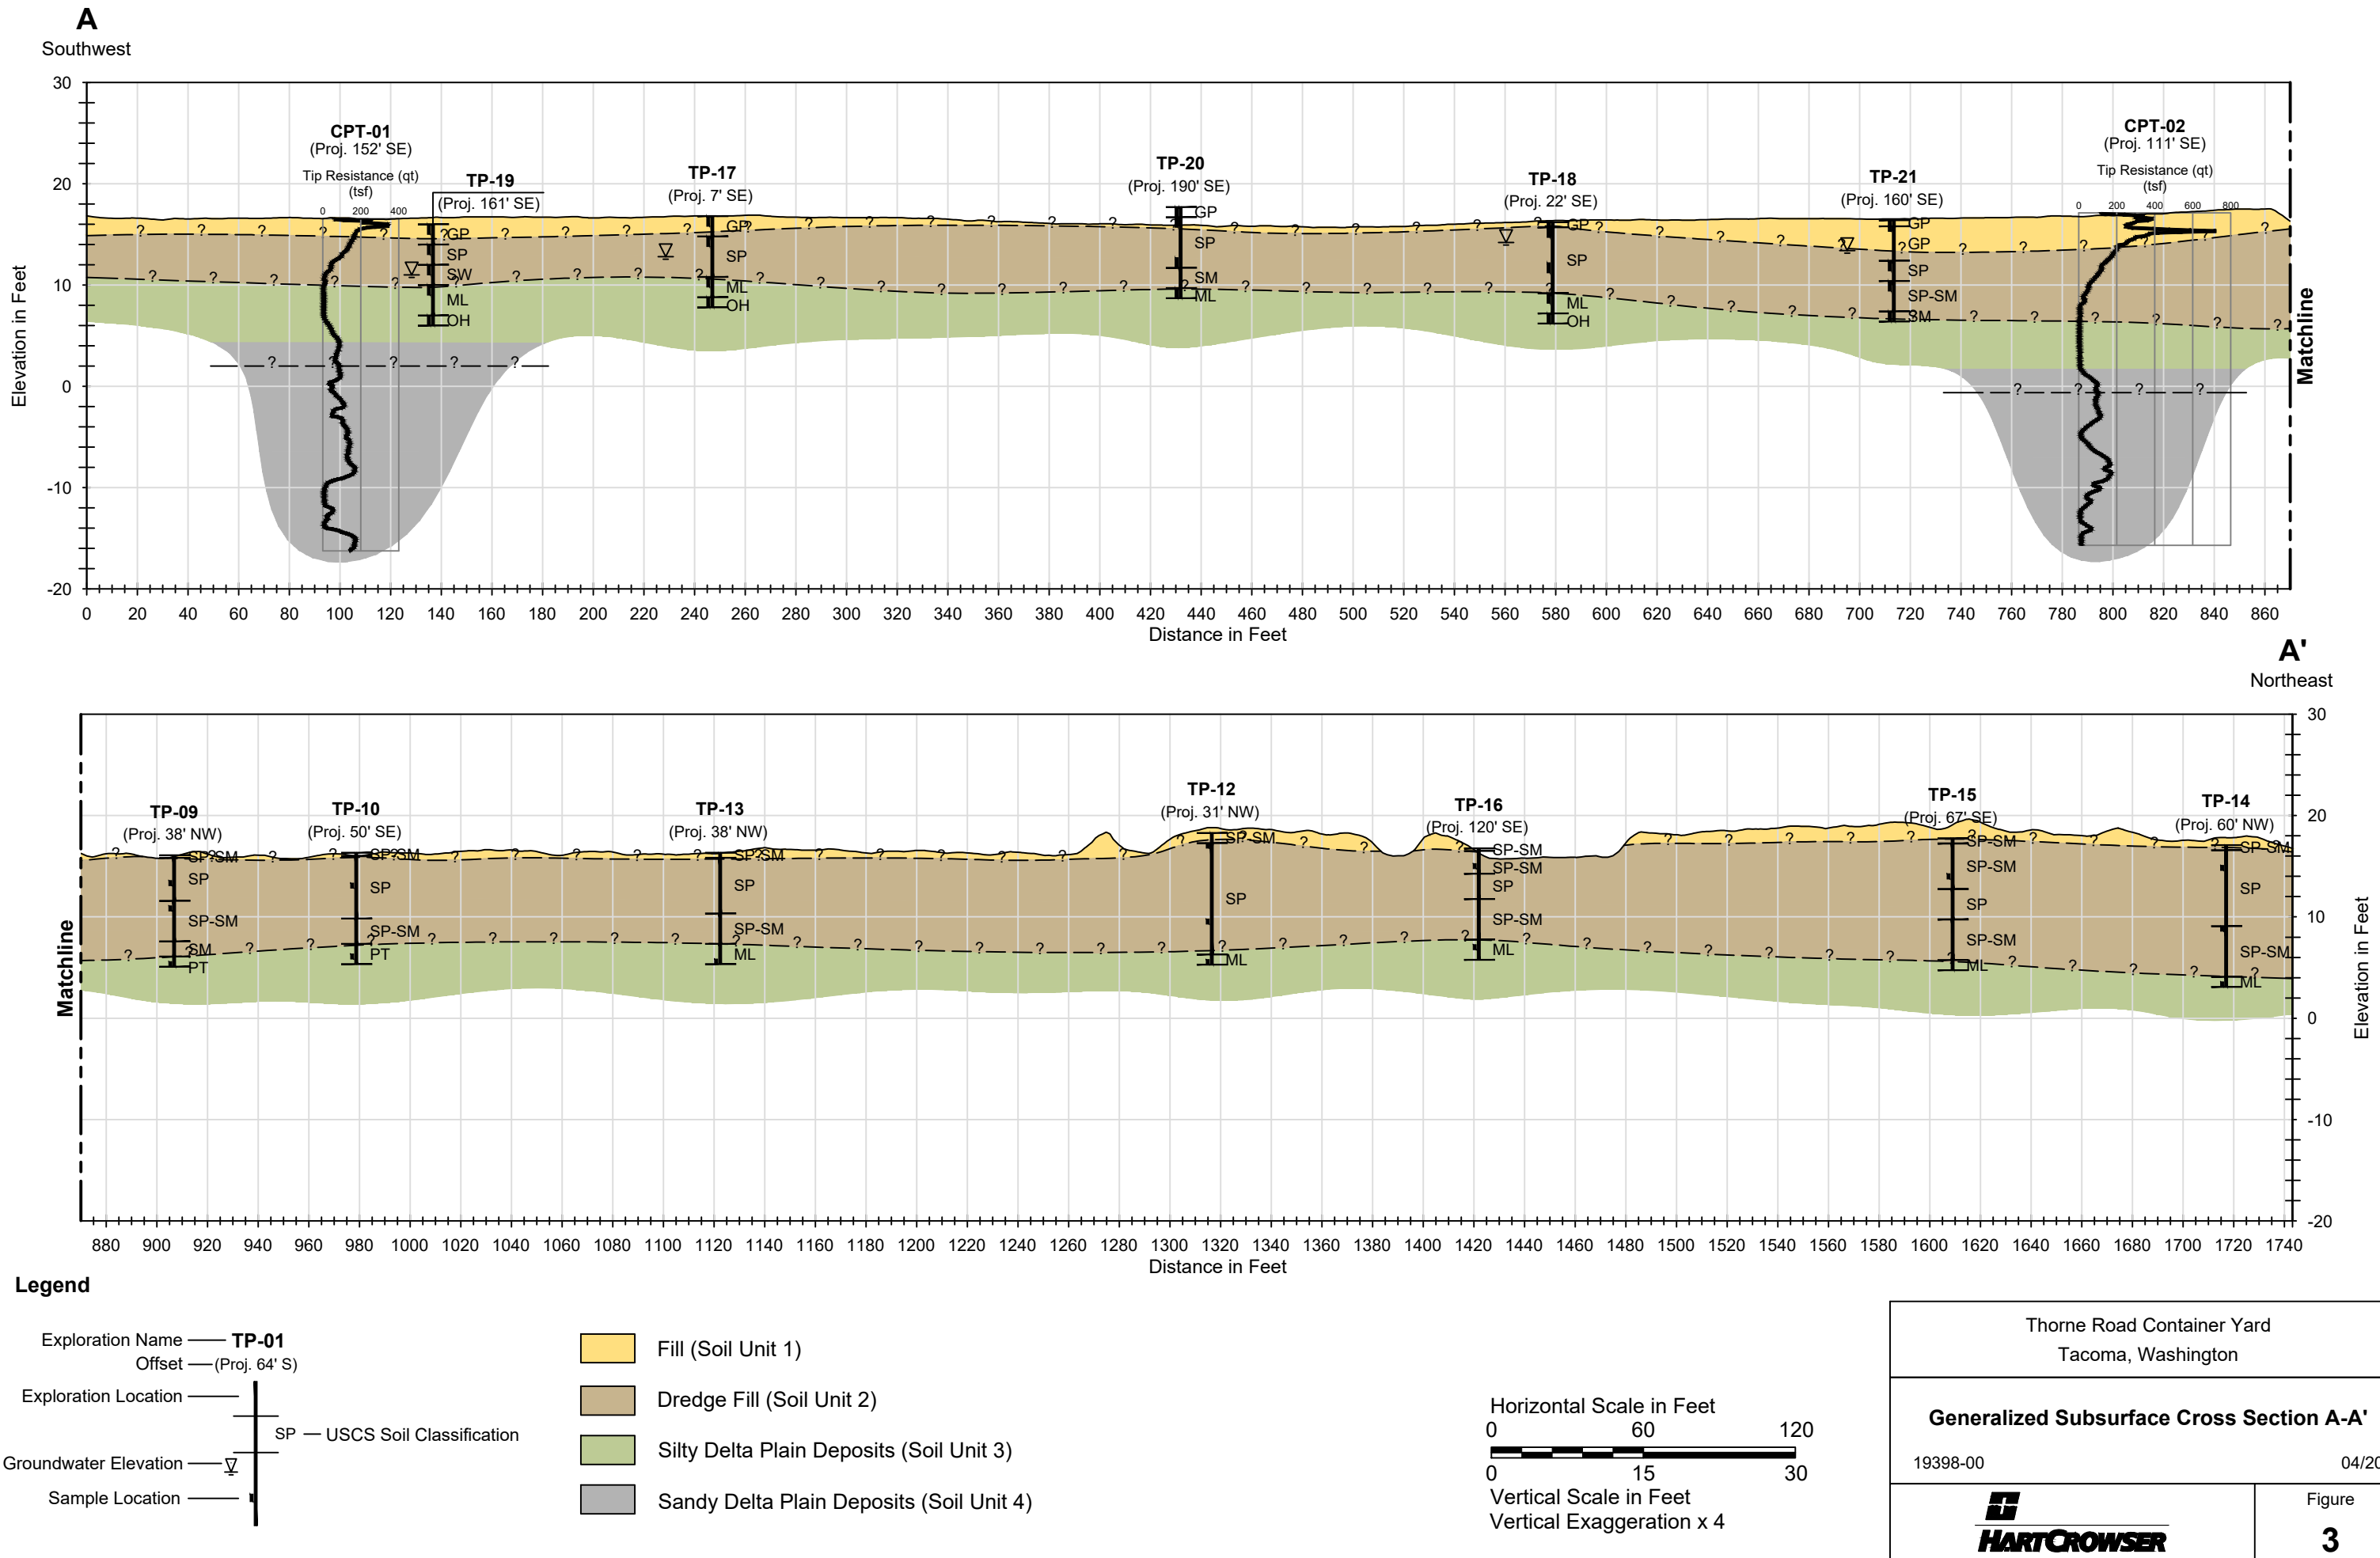 A
Southwest
30
20
10
0
-10
-20
Elevation in Feet
CPT-01
(Proj. 152' SE)
Tip Resistance (qt)
(tsf)
0 200 400
TP-19
(Proj. 161' SE)
GP
SP
SW
ML
OH
TP-17
(Proj. 7' SE)
GP
SP
ML
OH
TP-20
(Proj. 190' SE)
GP
SP
SM
ML
TP-18
(Proj. 22' SE)
GP
SP
ML
OH
TP-21
(Proj. 160' SE)
GP
GP
SP
SP-SM
SM
CPT-02
(Proj. 111' SE)
Tip Resistance (qt)
(tsf)
0 200 400 600 800
Matchline
0 20 40 60 80 100 120 140 160 180 200 220 240 260 280 300 320 340 360 380 400 420 440 460 480 500 520 540 560 580 600 620 640 660 680 700 720 740 760 780 800 820 840 860
Distance in Feet
A'
Northeast
Matchline
TP-09
(Proj. 38' NW)
SP-SM
SP
SP-SM
SM
PT
TP-10
(Proj. 50' SE)
SP-SM
SP
SP-SM
PT
TP-13
(Proj. 38' NW)
SP-SM
SP
SP-SM
ML
TP-12
(Proj. 31' NW)
SP-SM
SP
ML
TP-16
(Proj. 120' SE)
SP-SM
SP-SM
SP
SP-SM
ML
TP-15
(Proj. 67' SE)
SP-SM
SP-SM
SP
SP-SM
ML
TP-14
(Proj. 60' NW)
SP-SM
SP
SP-SM
ML
30
20
10
0
-10
-20
Elevation in Feet
880 900 920 940 960 980 1000 1020 1040 1060 1080 1100 1120 1140 1160 1180 1200 1220 1240 1260 1280 1300 1320 1340 1360 1380 1400 1420 1440 1460 1480 1500 1520 1540 1560 1580 1600 1620 1640 1660 1680 1700 1720 1740
Distance in Feet
Legend
Exploration Name TP-01
Offset (Proj. 64' S)
Exploration Location
SP USCS Soil Classification
Groundwater Elevation
Sample Location
Fill (Soil Unit 1)
Dredge Fill (Soil Unit 2)
Silty Delta Plain Deposits (Soil Unit 3)
Sandy Delta Plain Deposits (Soil Unit 4)
Horizontal Scale in Feet
0 60 120
0 15 30
Vertical Scale in Feet
Vertical Exaggeration x 4
Thorne Road Container Yard
Tacoma, Washington
Generalized Subsurface Cross Section A-A'
19398-00 04/20
HARTCROWSER
Figure
3